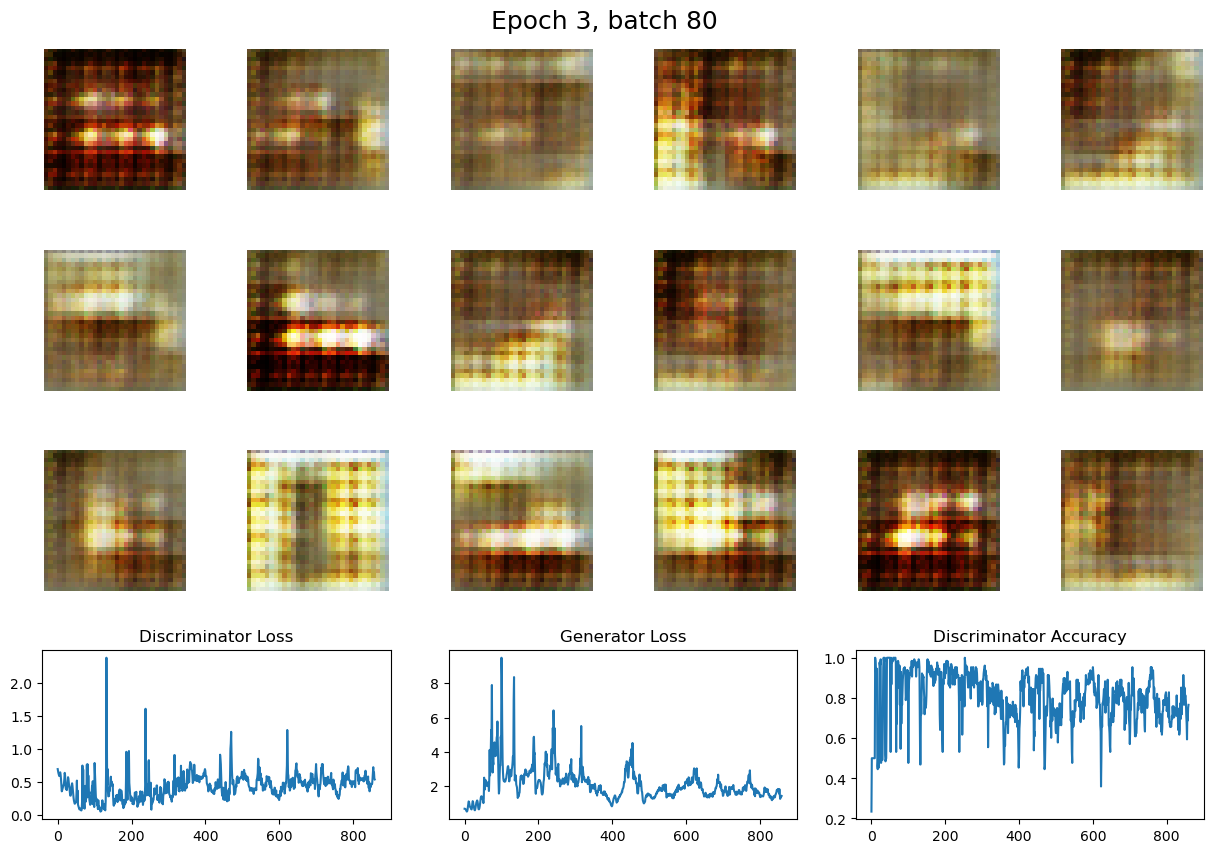 Epoch 3, batch 80
Discriminator Loss
Generator Loss
Discriminator Accuracy
2.0
1.5
1.0
0.5
0.0
0 200 400 600 800
8
6
4
2
0 200 400 600 800
1.0
0.8
0.6
0.4
0.2
0 200 400 600 800